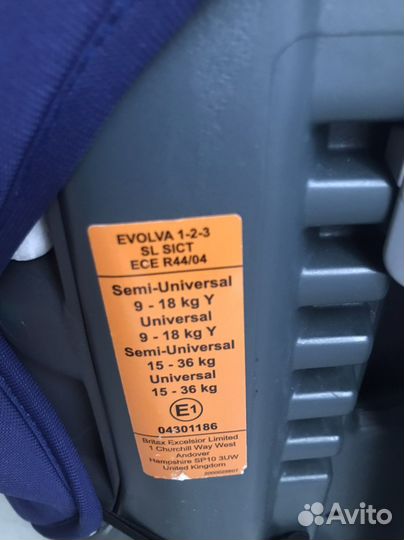 EVOLVA 1-2-3
SL SICT
ECE R44/04
Semi-Universal
9 - 18 kg Y
Universal
9 - 18 kg Y
Semi-Universal
15 - 36 kg
Universal
15 - 36 kg
E1
04301186
Britax Excelsior Limited
1 Churchill Way West
Andover
Hampshire SP10 3UW
United Kingdom
Avito